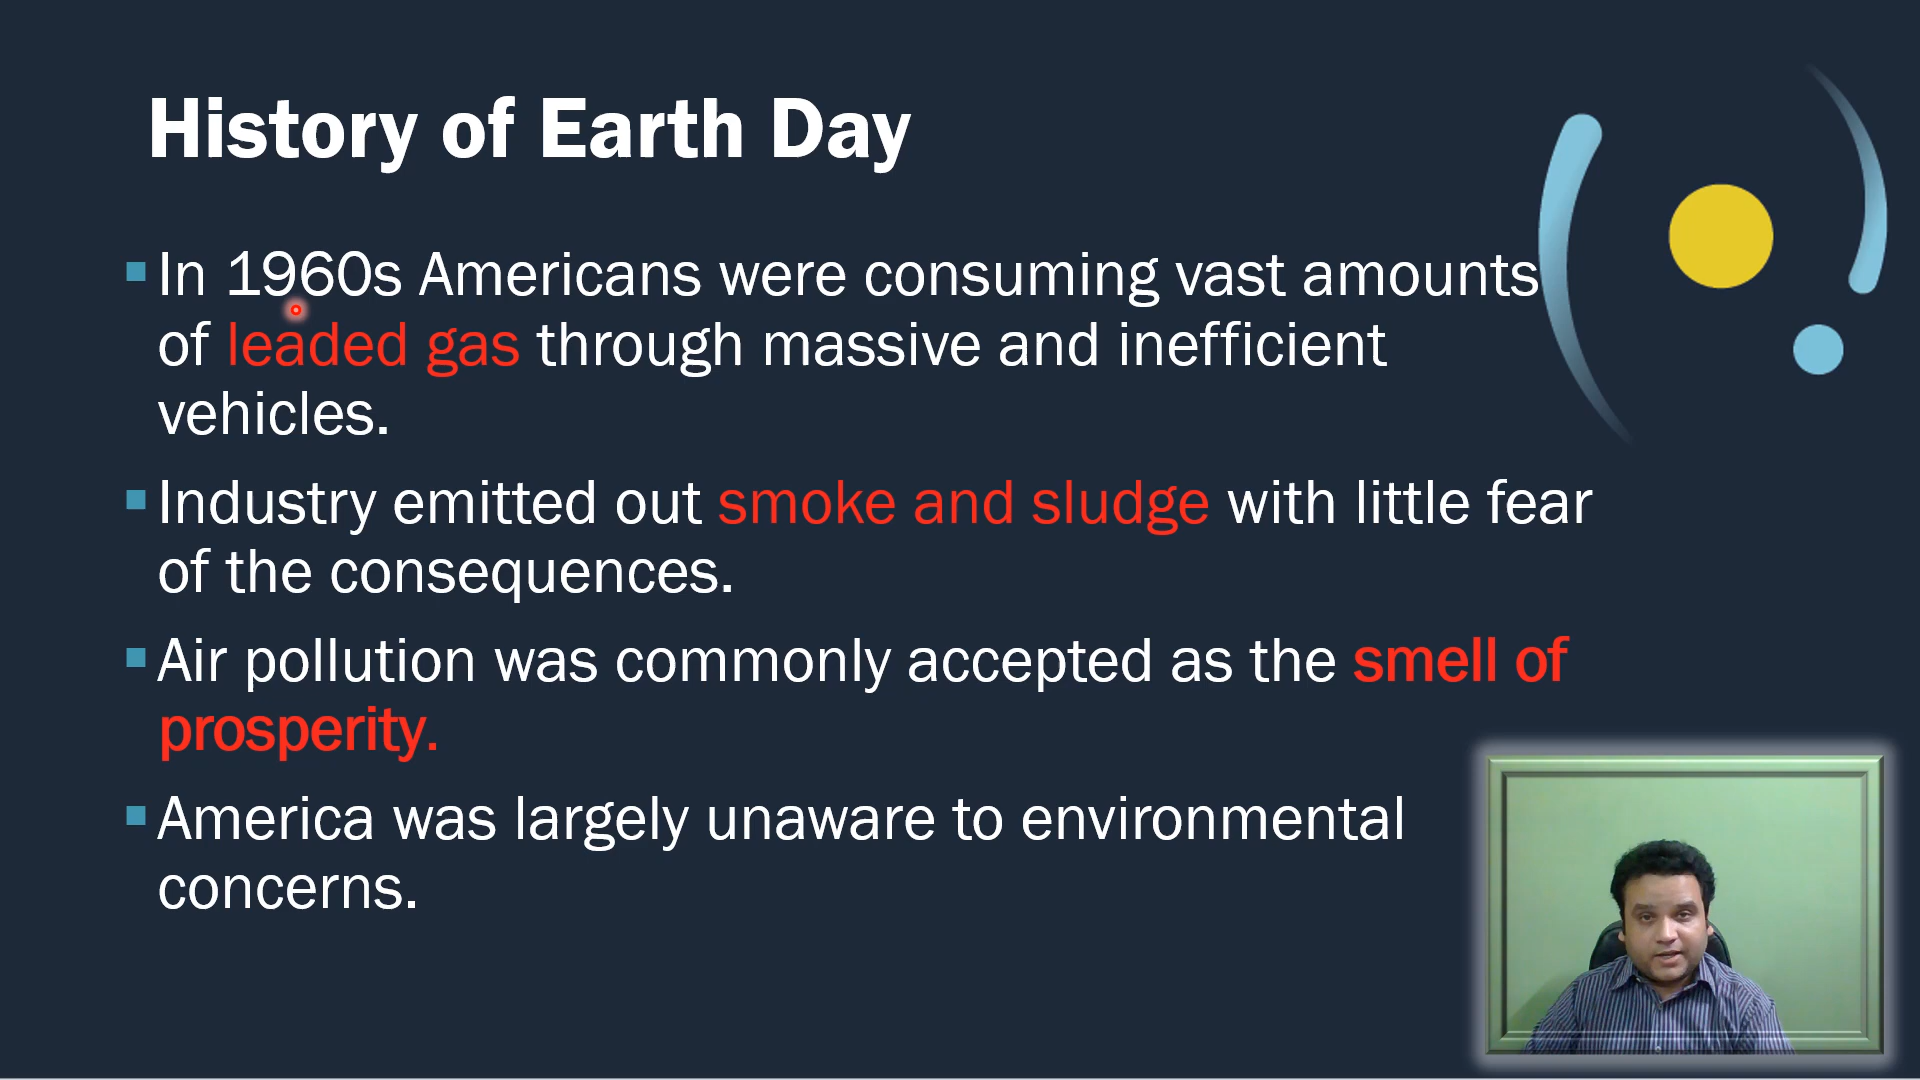 History of Earth Day
In 1960s Americans were consuming vast amounts
of leaded gas through massive and inefficient
vehicles.
Industry emitted out smoke and sludge with little fear
of the consequences.
Air pollution was commonly accepted as the smell of
prosperity.
America was largely unaware to environmental
concerns.